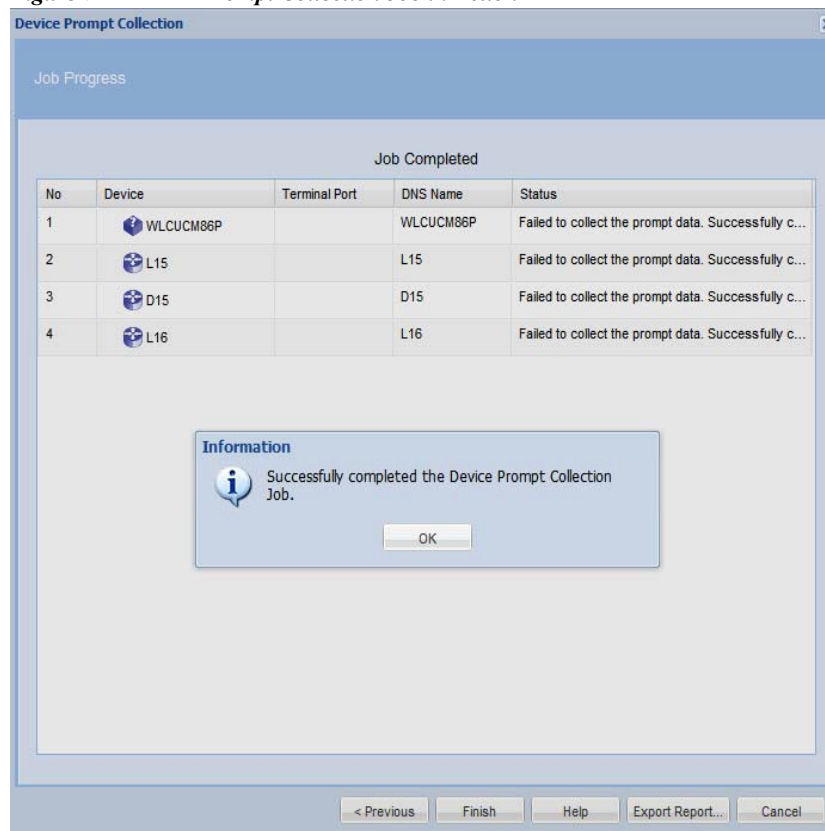 Device Prompt Collection
Job Progress
Job Completed
No Device Terminal Port DNS Name Status
1 WLCUCM86P WLCUCM86P Failed to collect the prompt data. Successfully c...
2 L15 L15 Failed to collect the prompt data. Successfully c...
3 D15 D15 Failed to collect the prompt data. Successfully c...
4 L16 L16 Failed to collect the prompt data. Successfully c...
Information
Successfully completed the Device Prompt Collection
Job.
OK
< Previous Finish Help Export Report... Cancel